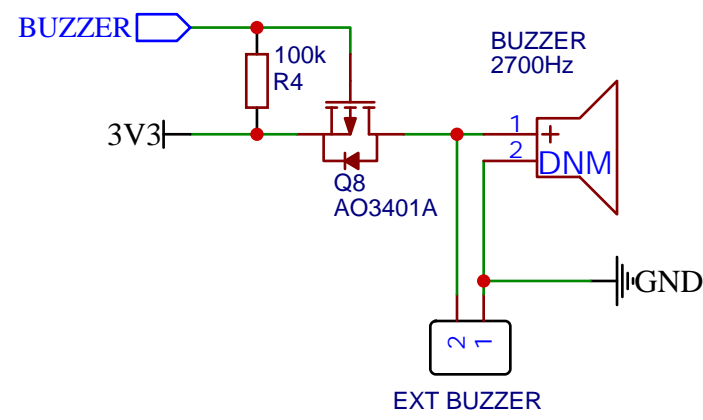 BUZZER
100k
R4
3V3
Q8
AO3401A
BUZZER
2700Hz
1
2
+
DNM
GND
2 1
EXT BUZZER